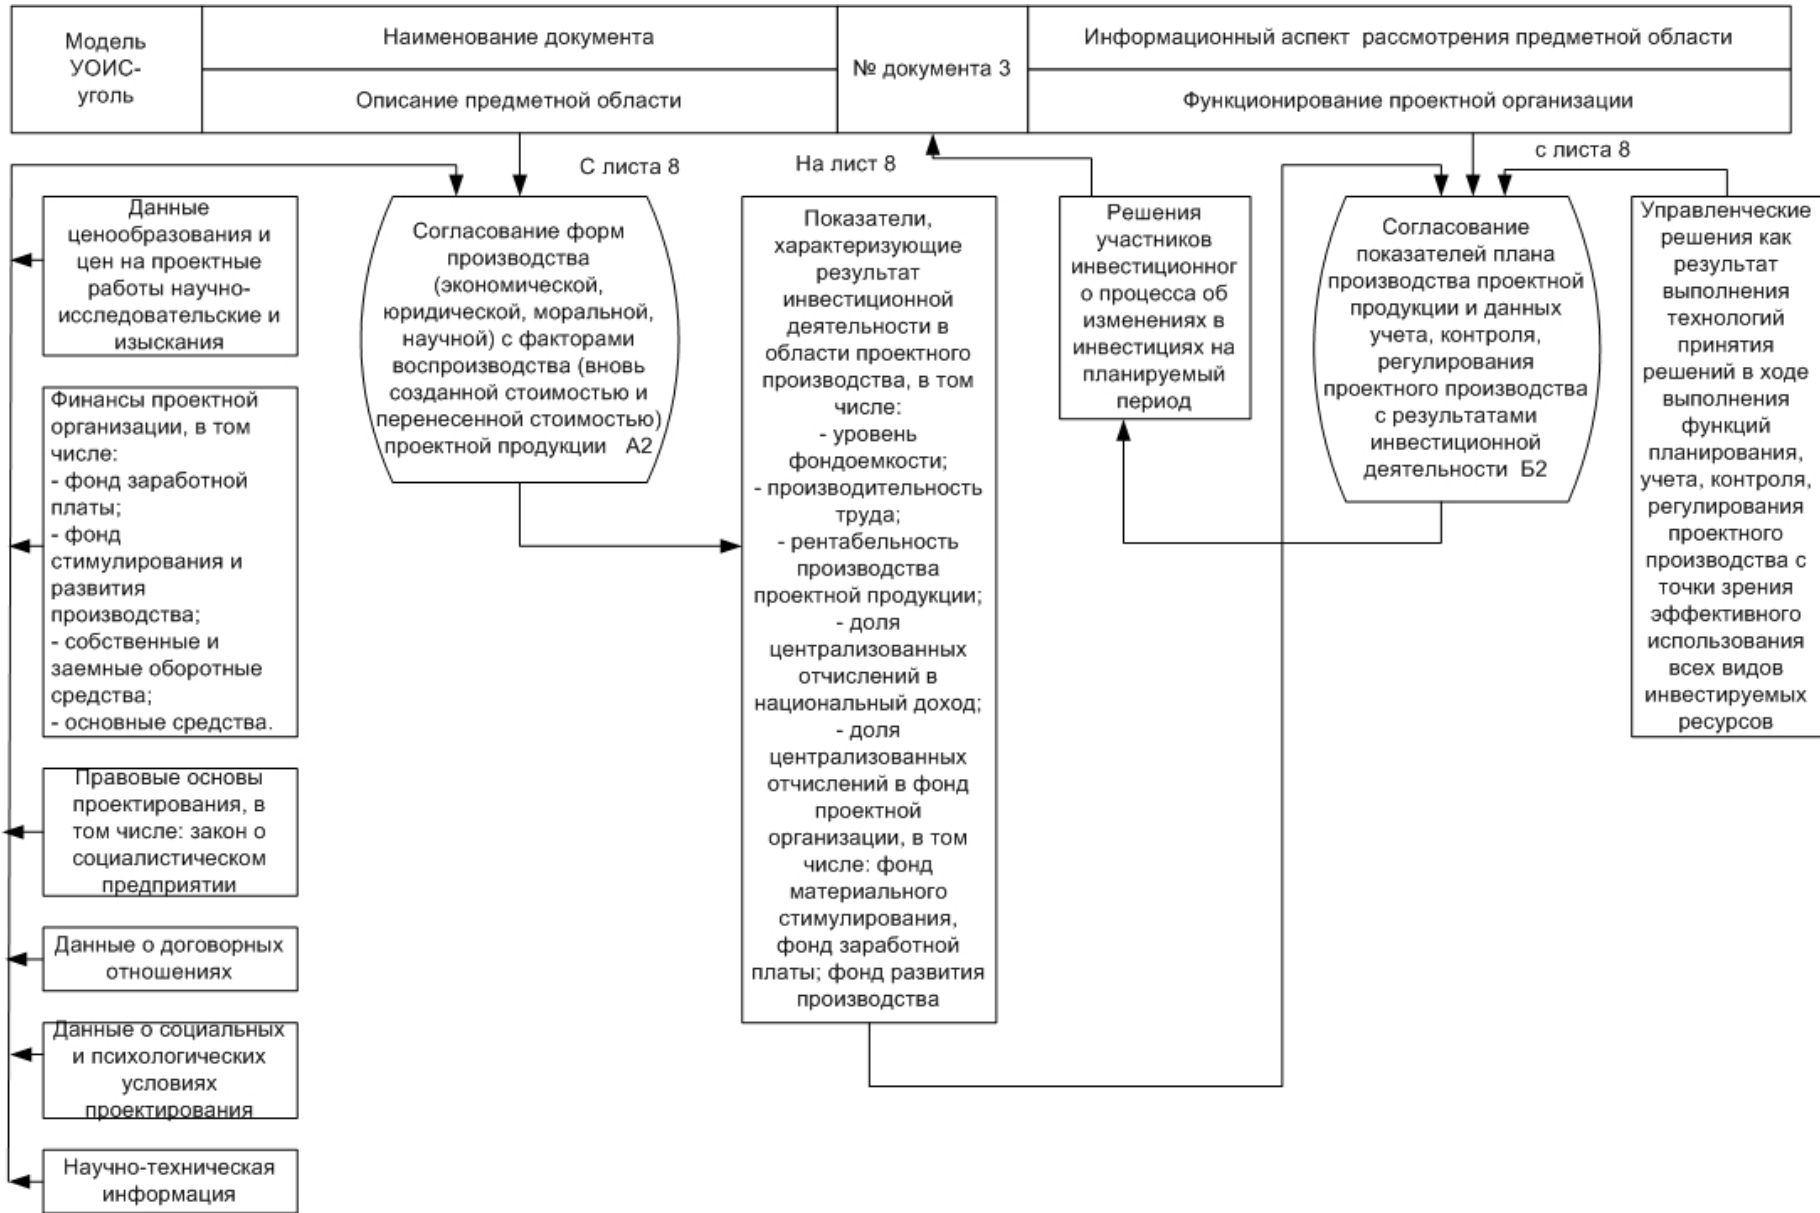 Модель
УОИС-
уголь
Наименование документа
Описание предметной области
№ документа 3
Информационный аспект рассмотрения предметной области
Функционирование проектной организации
С листа 8
На лист 8
с листа 8
Данные
ценообразования и
цен на проектные
работы научно-
исследовательские и
изыскания
Финансы проектной
организации, в том
числе:
- фонд заработной
платы;
- фонд
стимулирования и
развития
производства;
- собственные и
заемные оборотные
средства;
- основные средства.
Правовые основы
проектирования, в
том числе: закон о
социалистическом
предприятии
Данные о договорных
отношениях
Данные о социальных
и психологических
условиях
проектирования
Научно-техническая
информация
Согласование форм
производства
(экономической,
юридической, моральной,
научной) с факторами
воспроизводства (вновь
созданной стоимостью и
перенесенной стоимостью)
проектной продукции А2
Показатели,
характеризующие
результат
инвестиционной
деятельности в
области проектного
производства, в том
числе:
- уровень
фондоемкости;
- производительность
труда;
- рентабельность
производства
проектной продукции;
- доля
централизованных
отчислений в
национальный доход;
- доля
централизованных
отчислений в фонд
проектной
организации, в том
числе: фонд
материального
стимулирования,
фонд заработной
платы; фонд развития
производства
Решения
участников
инвестиционног
о процесса об
изменениях в
инвестициях на
планируемый
период
Согласование
показателей плана
производства проектной
продукции и данных
учета, контроля,
регулирования
проектного производства
с результатами
инвестиционной
деятельности Б2
Управленческие
решения как
результат
выполнения
технологий
принятия
решений в ходе
выполнения
функций
планирования,
учета, контроля,
регулирования
проектного
производства с
точки зрения
эффективного
использования
всех видов
инвестируемых
ресурсов